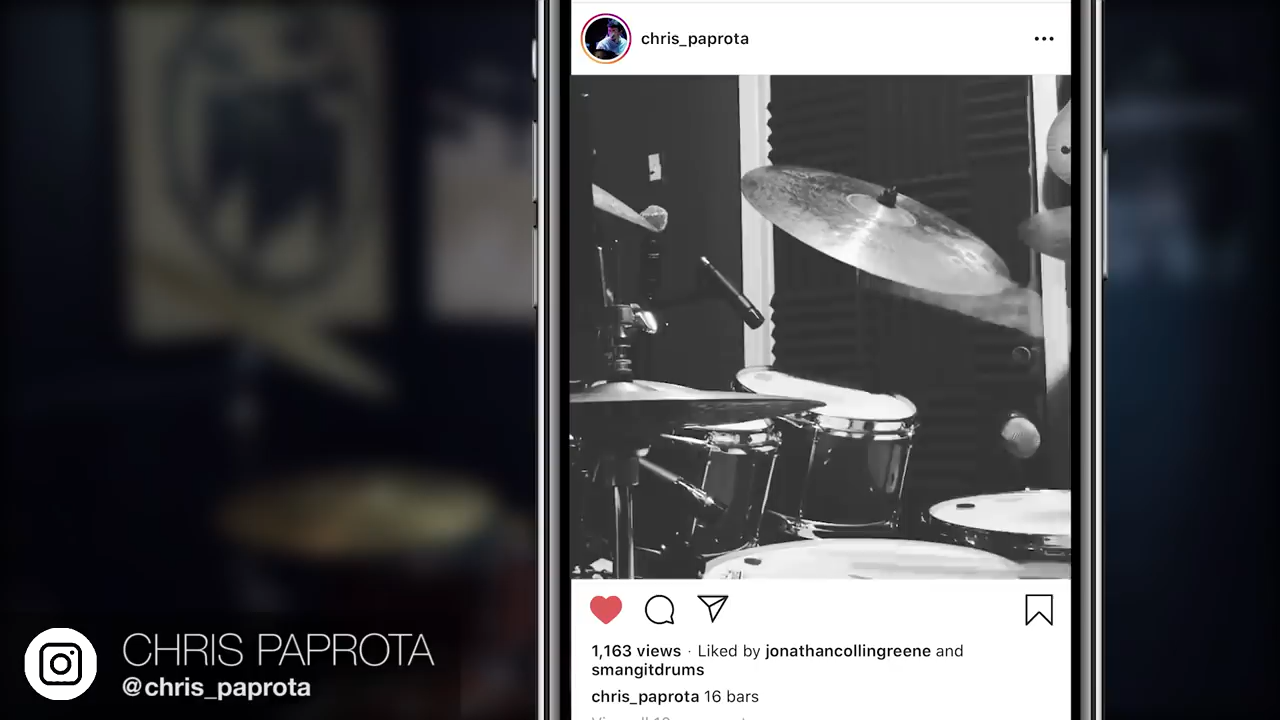 chris_paprota
1,163 views · Liked by jonathancollingreene and
smangitdrums
chris_paprota 16 bars
CHRIS PAPROTA
@chris_paprota